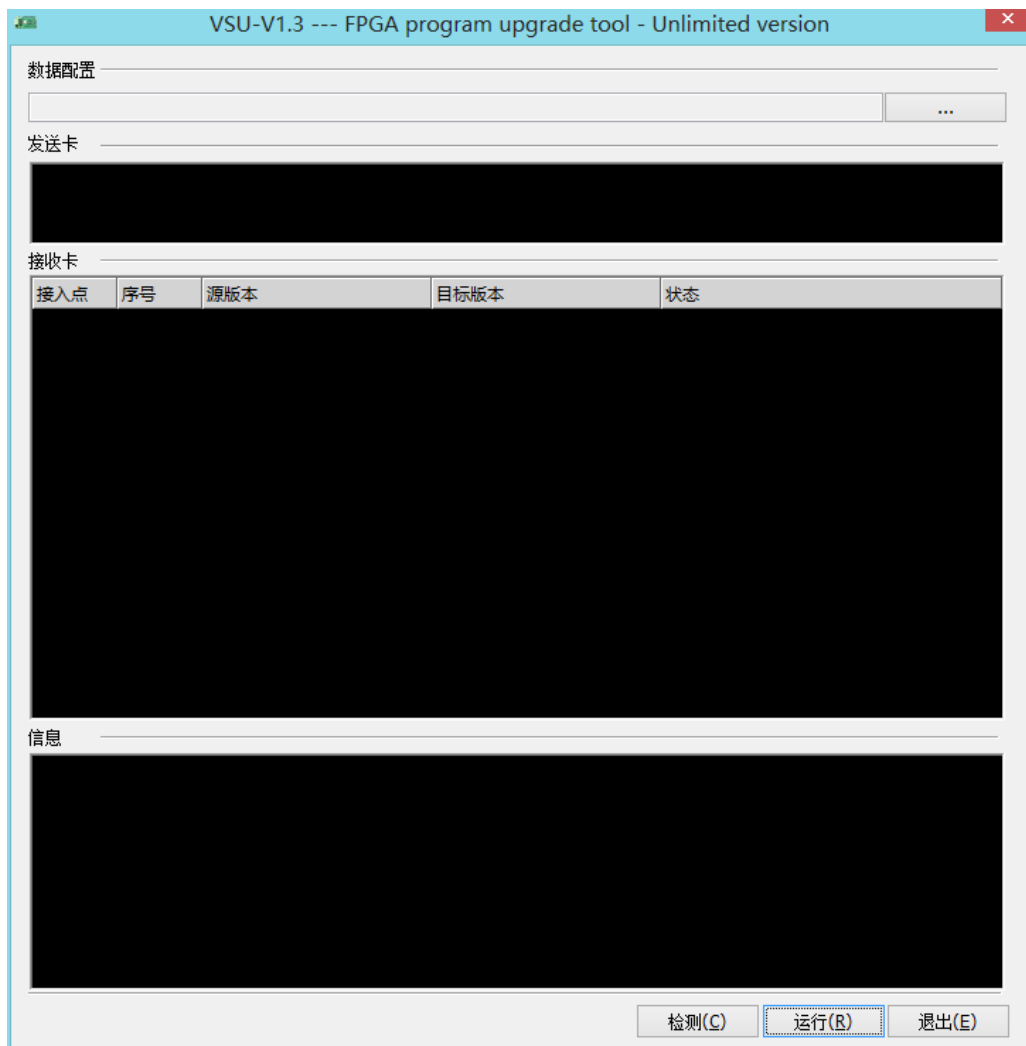 VSU-V1.3 --- FPGA program upgrade tool - Unlimited version
数据配置
...
发送卡
接收卡
接入点 序号 源版本 目标版本 状态
信息
检测(C) 运行(R) 退出(E)